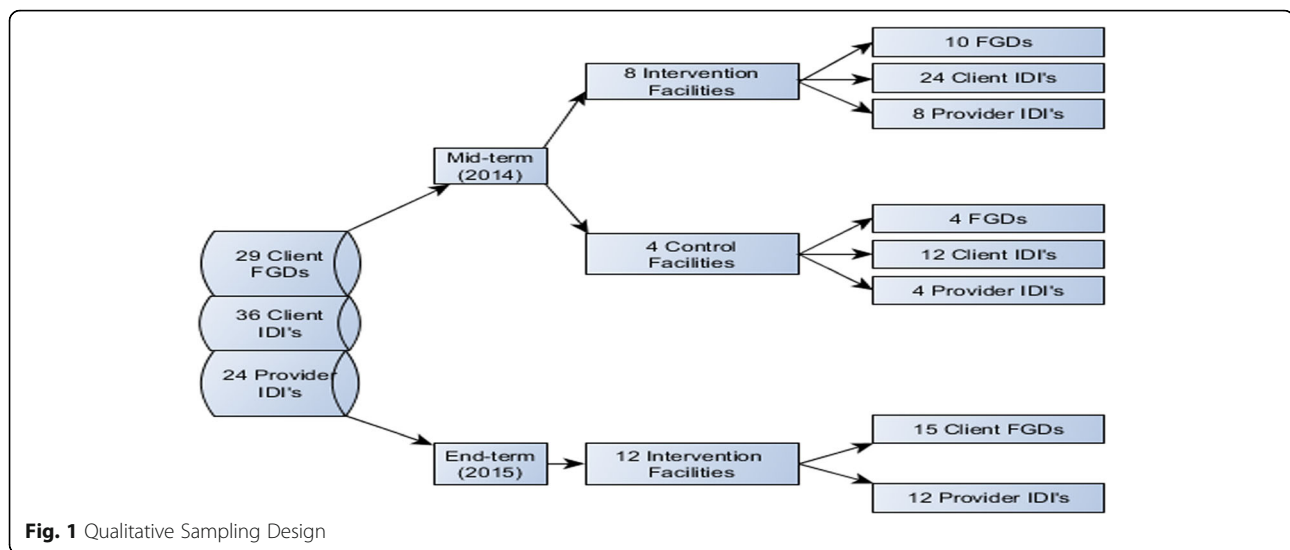 29 Client
FGDs
36 Client
IDI's
24 Provider
IDI's
Mid-term
(2014)
8 Intervention
Facilities
10 FGDs
24 Client IDI's
8 Provider IDI's
4 Control
Facilities
4 FGDs
12 Client IDI's
4 Provider IDI's
End-term
(2015)
12 Intervention
Facilities
15 Client FGDs
12 Provider IDI's
Fig. 1 Qualitative Sampling Design